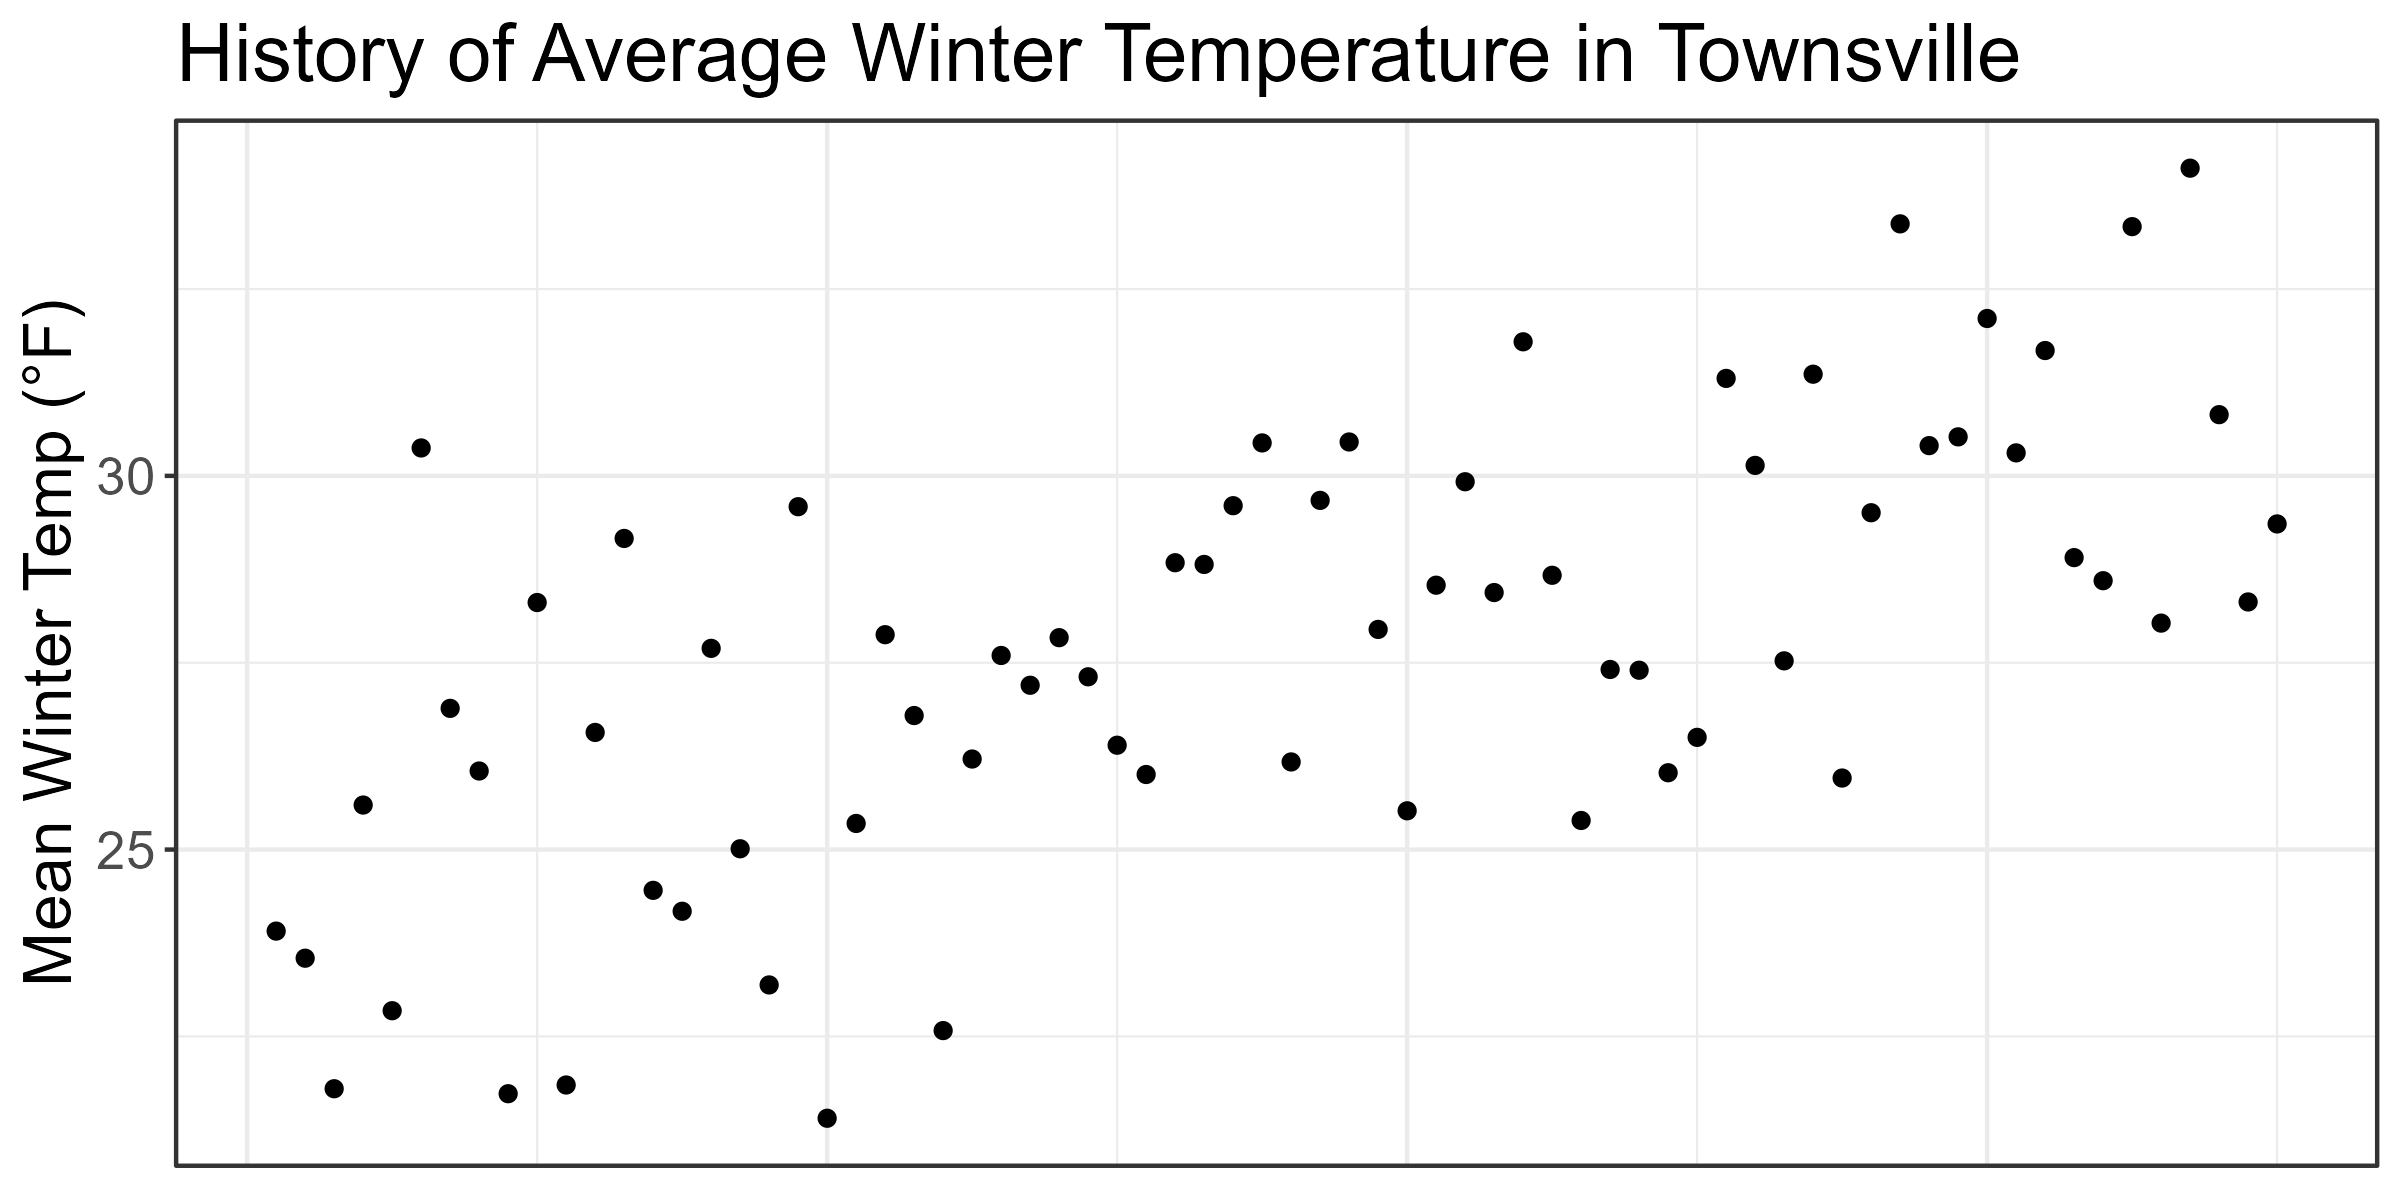 History of Average Winter Temperature in Townsville
Mean Winter Temp (°F)
30
25